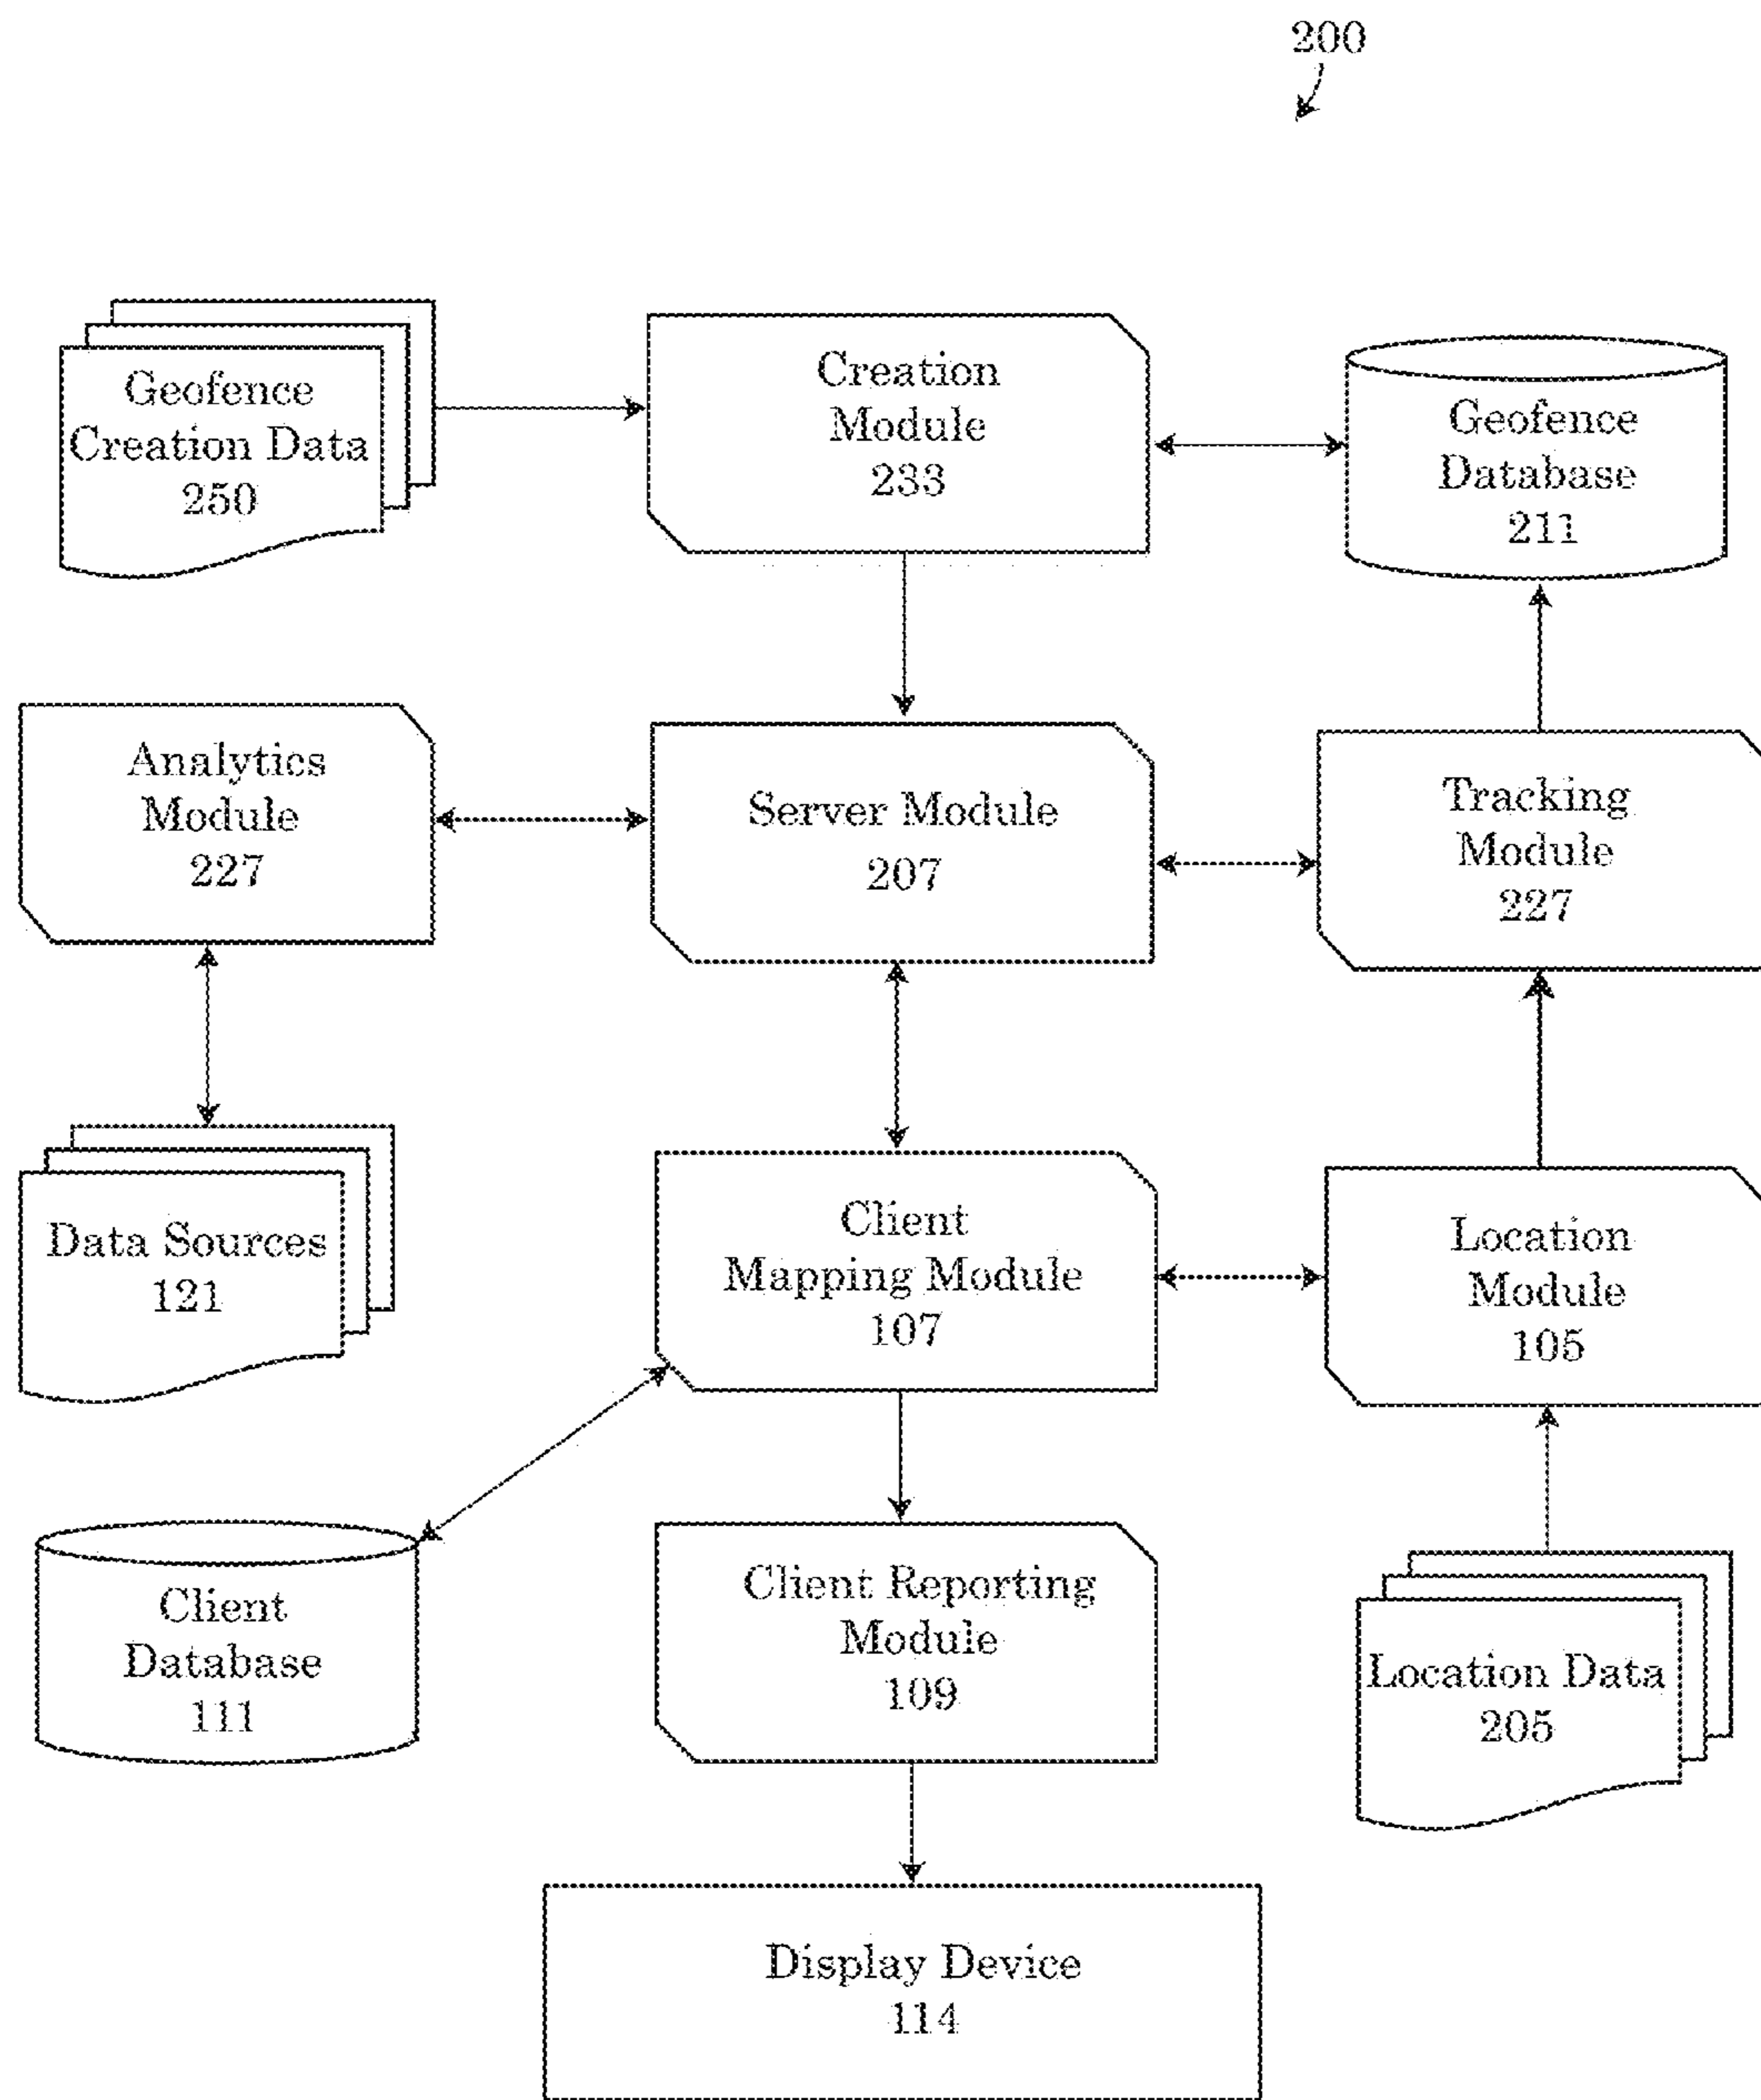 200
Geofence
Creation Data
250
Creation
Module
233
Geofence
Database
211
Analytics
Module
227
Server Module
207
Tracking
Module
227
Data Sources
121
Client
Mapping Module
107
Location
Module
105
Client
Database
111
Client Reporting
Module
109
Location Data
205
Display Device
114